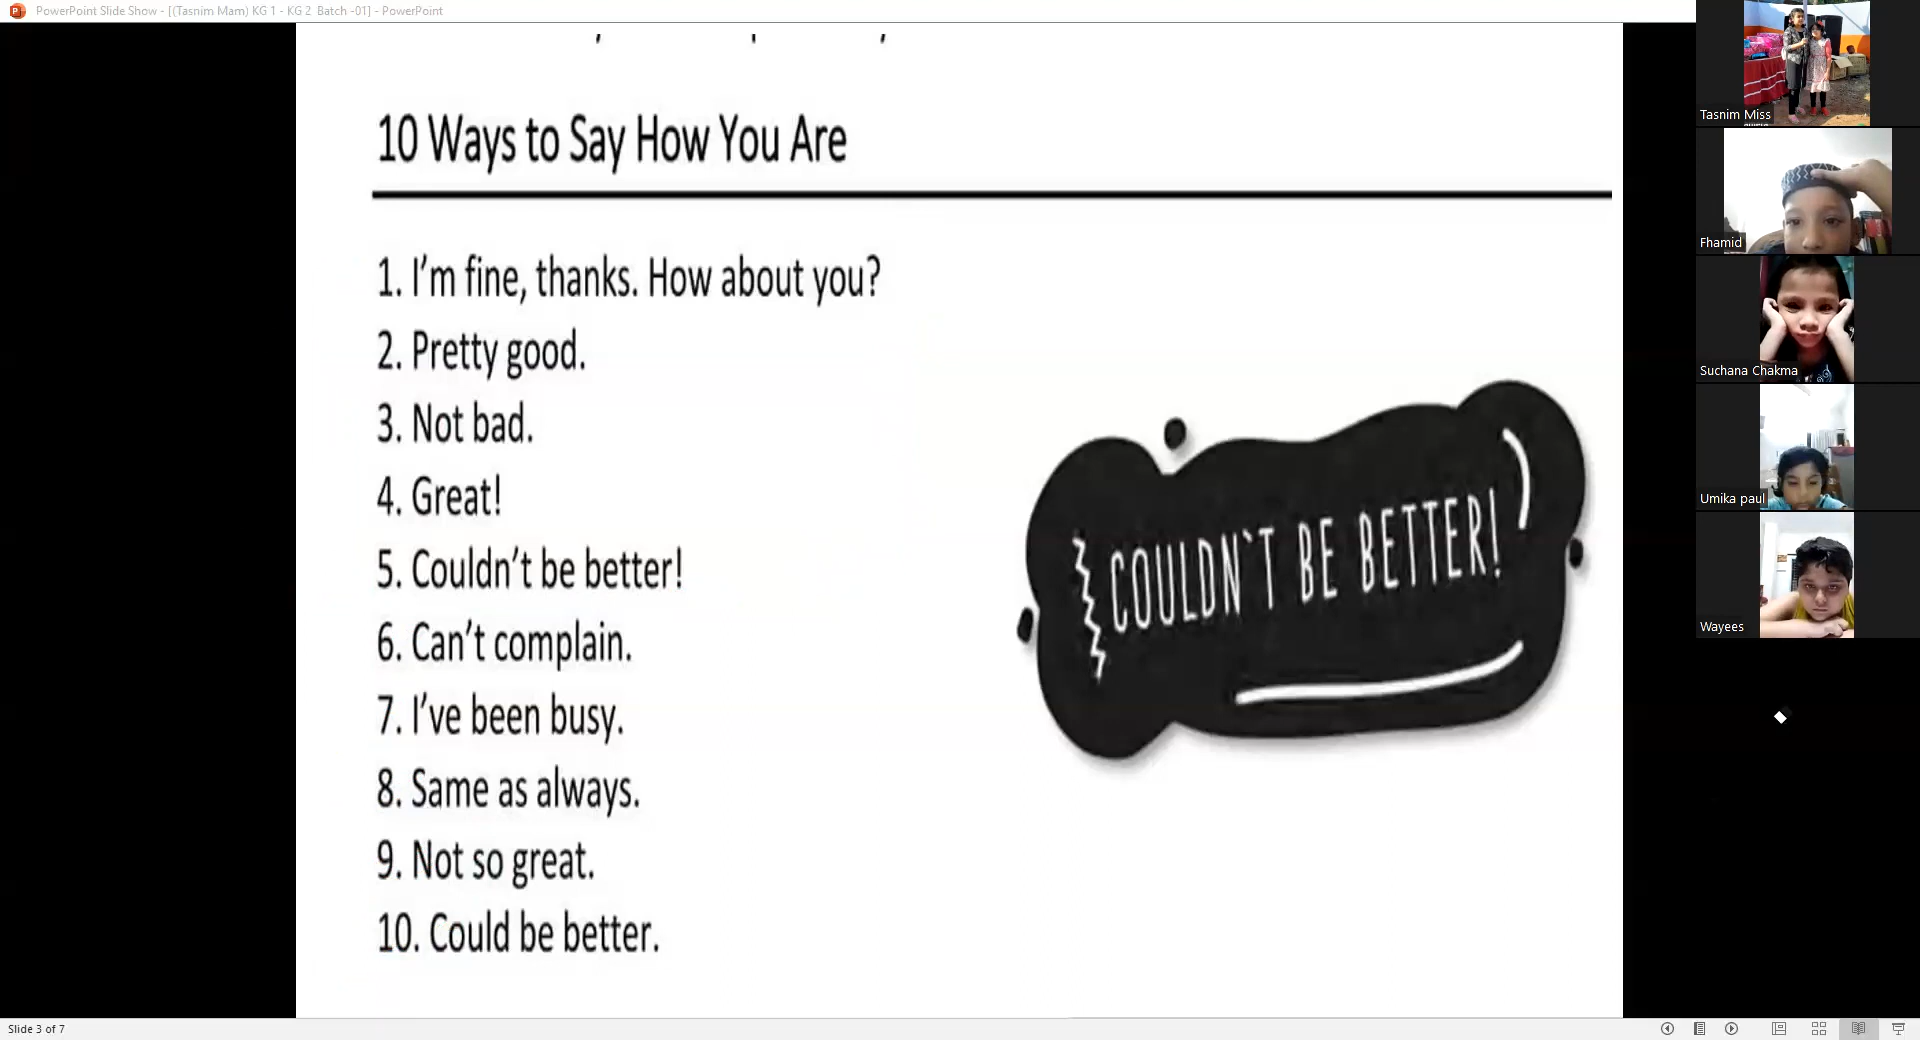 PowerPoint Slide Show - [(Tasnim Mam) KG 1 - KG 2 Batch -01] - PowerPoint
10 Ways to Say How You Are
1. I'm fine, thanks. How about you?
2. Pretty good.
3. Not bad.
4. Great!
5. Couldn't be better!
6. Can't complain.
7. I've been busy.
8. Same as always.
9. Not so great.
10. Could be better.
COULDN`T BE BETTER!
Tasnim Miss
Fhamid
Suchana Chakma
Umika paul
Wayees
Slide 3 of 7